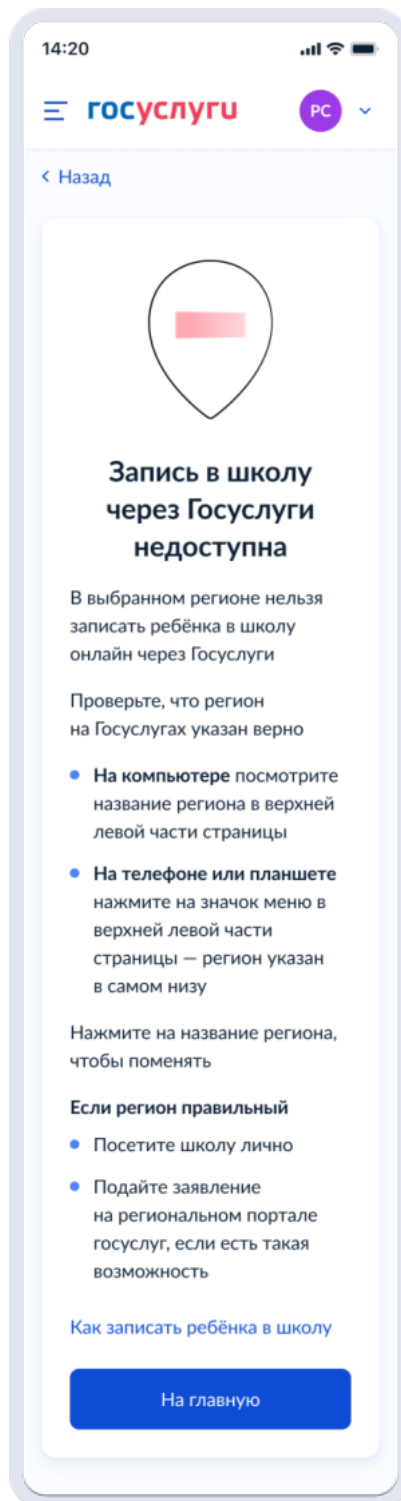 14:20
госуслуги
РС
Назад
Запись в школу
через Госуслуги
недоступна
В выбранном регионе нельзя
записать ребёнка в школу
онлайн через Госуслуги
Проверьте, что регион
на Госуслугах указан верно
На компьютере посмотрите
название региона в верхней
левой части страницы
На телефоне или планшете
нажмите на значок меню в
верхней левой части
страницы — регион указан
в самом низу
Нажмите на название региона,
чтобы поменять
Если регион правильный
Посетите школу лично
Подайте заявление
на региональном портале
госуслуг, если есть такая
возможность
Как записать ребёнка в школу
На главную